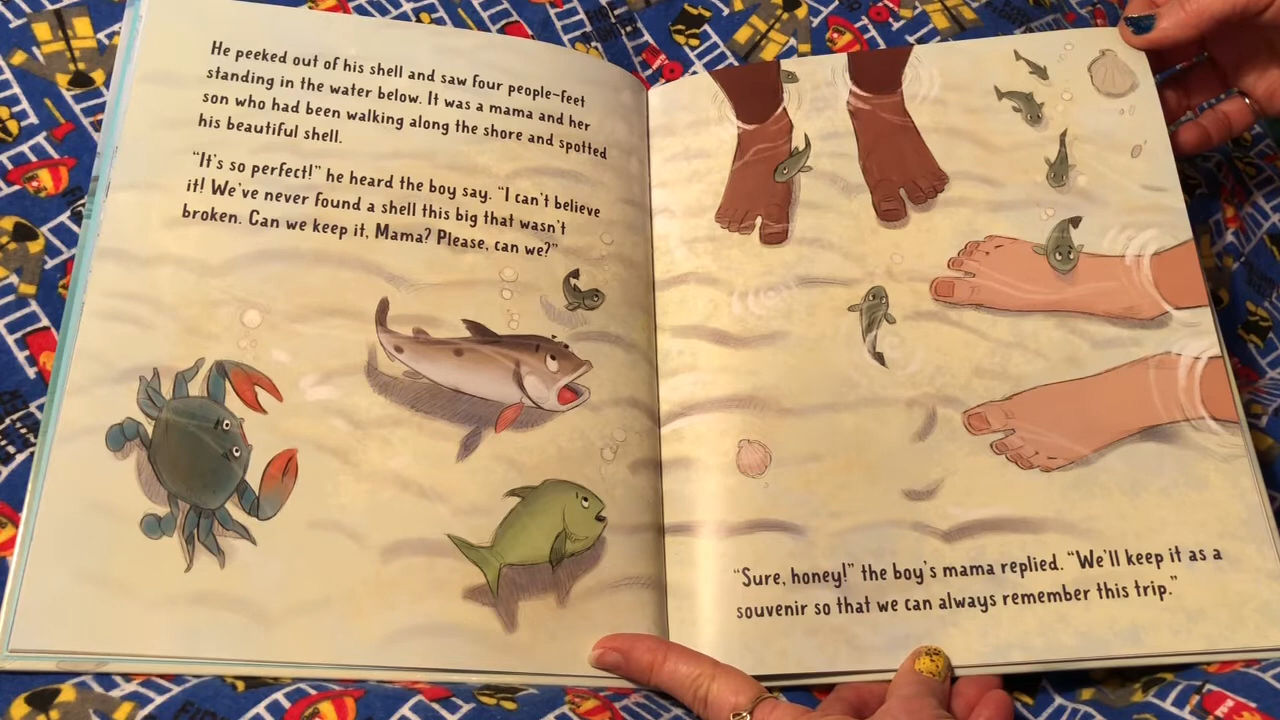 He peeked out of his shell and saw four people-feet
standing in the water below. It was a mama and her
son who had been walking along the shore and spotted
his beautiful shell.
“It’s so perfect!” he heard the boy say. “I can’t believe
it! We’ve never found a shell this big that wasn’t
broken. Can we keep it, Mama? Please, can we?”
“Sure, honey!” the boy’s mama replied. “We’ll keep it as a
souvenir so that we can always remember this trip.”